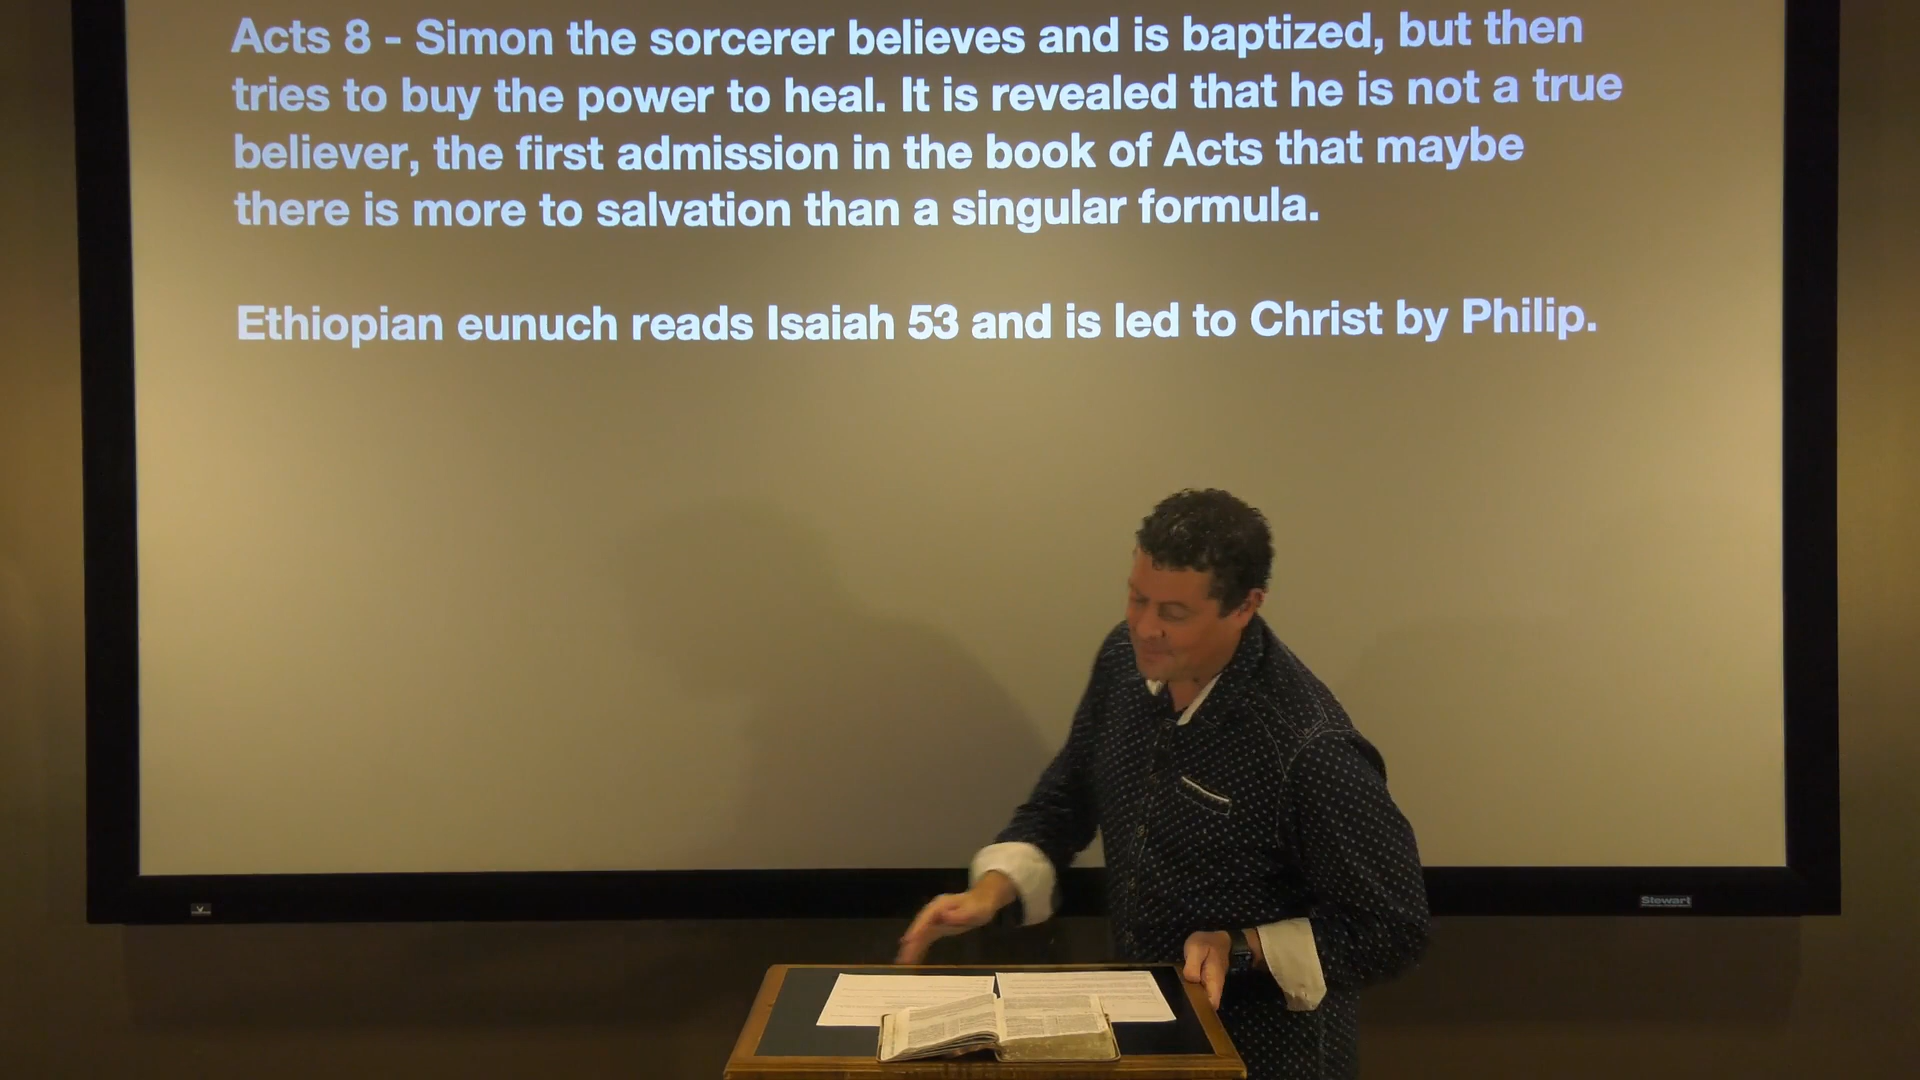 Acts 8 - Simon the sorcerer believes and is baptized, but then
tries to buy the power to heal. It is revealed that he is not a true
believer, the first admission in the book of Acts that maybe
there is more to salvation than a singular formula.
Ethiopian eunuch reads Isaiah 53 and is led to Christ by Philip.
Stewart